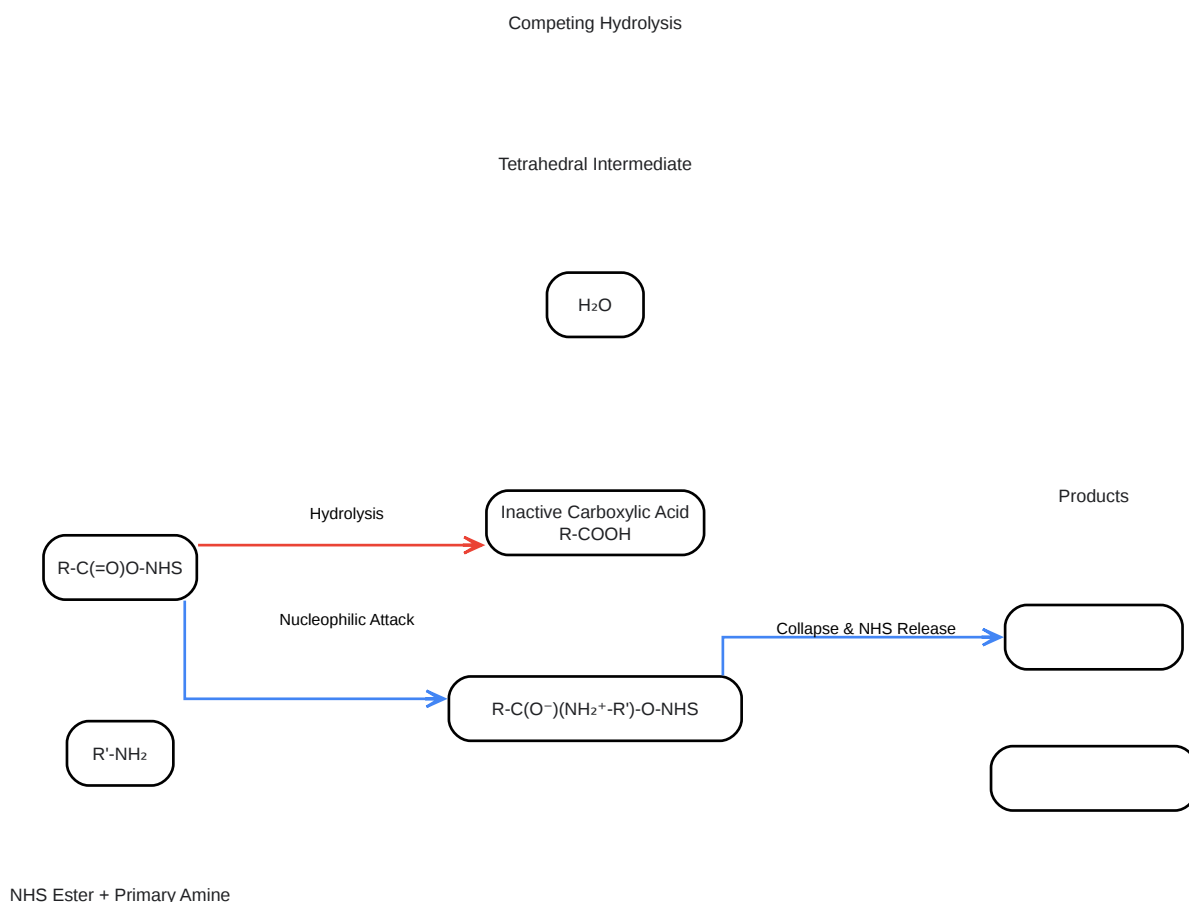 Competing Hydrolysis
Tetrahedral Intermediate
H₂O
Hydrolysis
Inactive Carboxylic Acid
R-COOH
Products
R-C(=O)O-NHS
Nucleophilic Attack
Collapse & NHS Release
R-C(O⁻)(NH₂⁺-R')-O-NHS
R'-NH₂
NHS Ester + Primary Amine